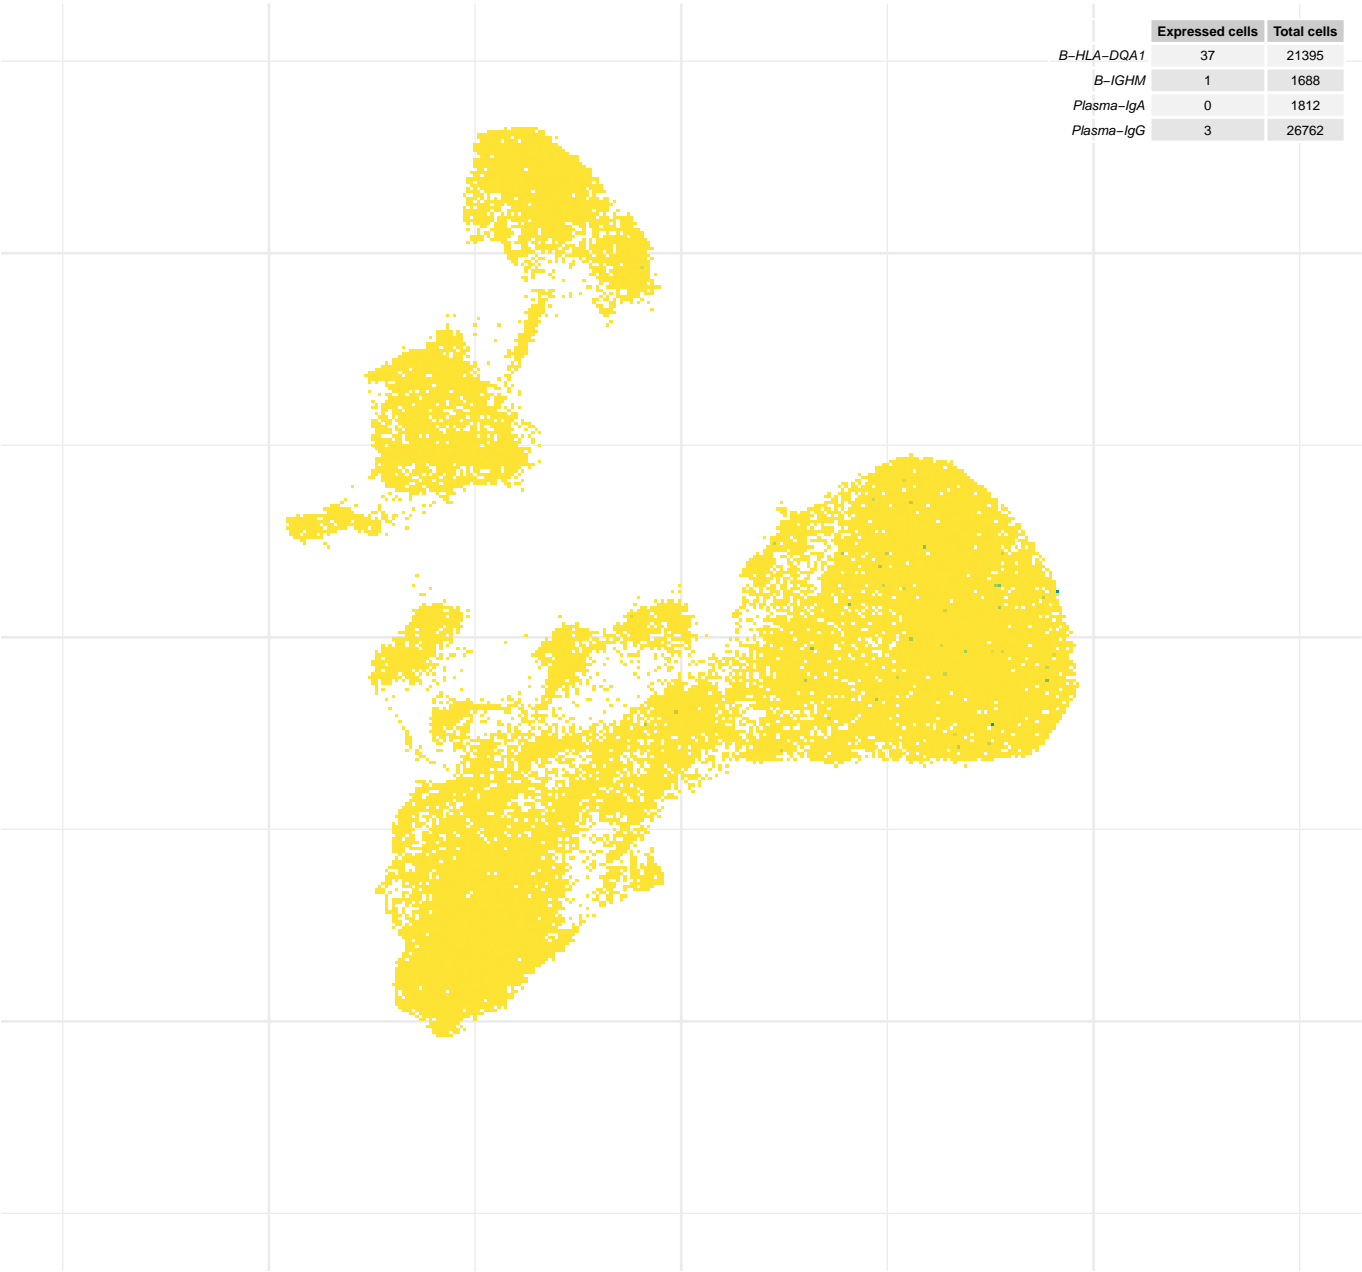 Expressed cells Total cells
B−HLA−DQA1 37 21395
B−IGHM 1 1688
Plasma−IgA 0 1812
Plasma−IgG 3 26762